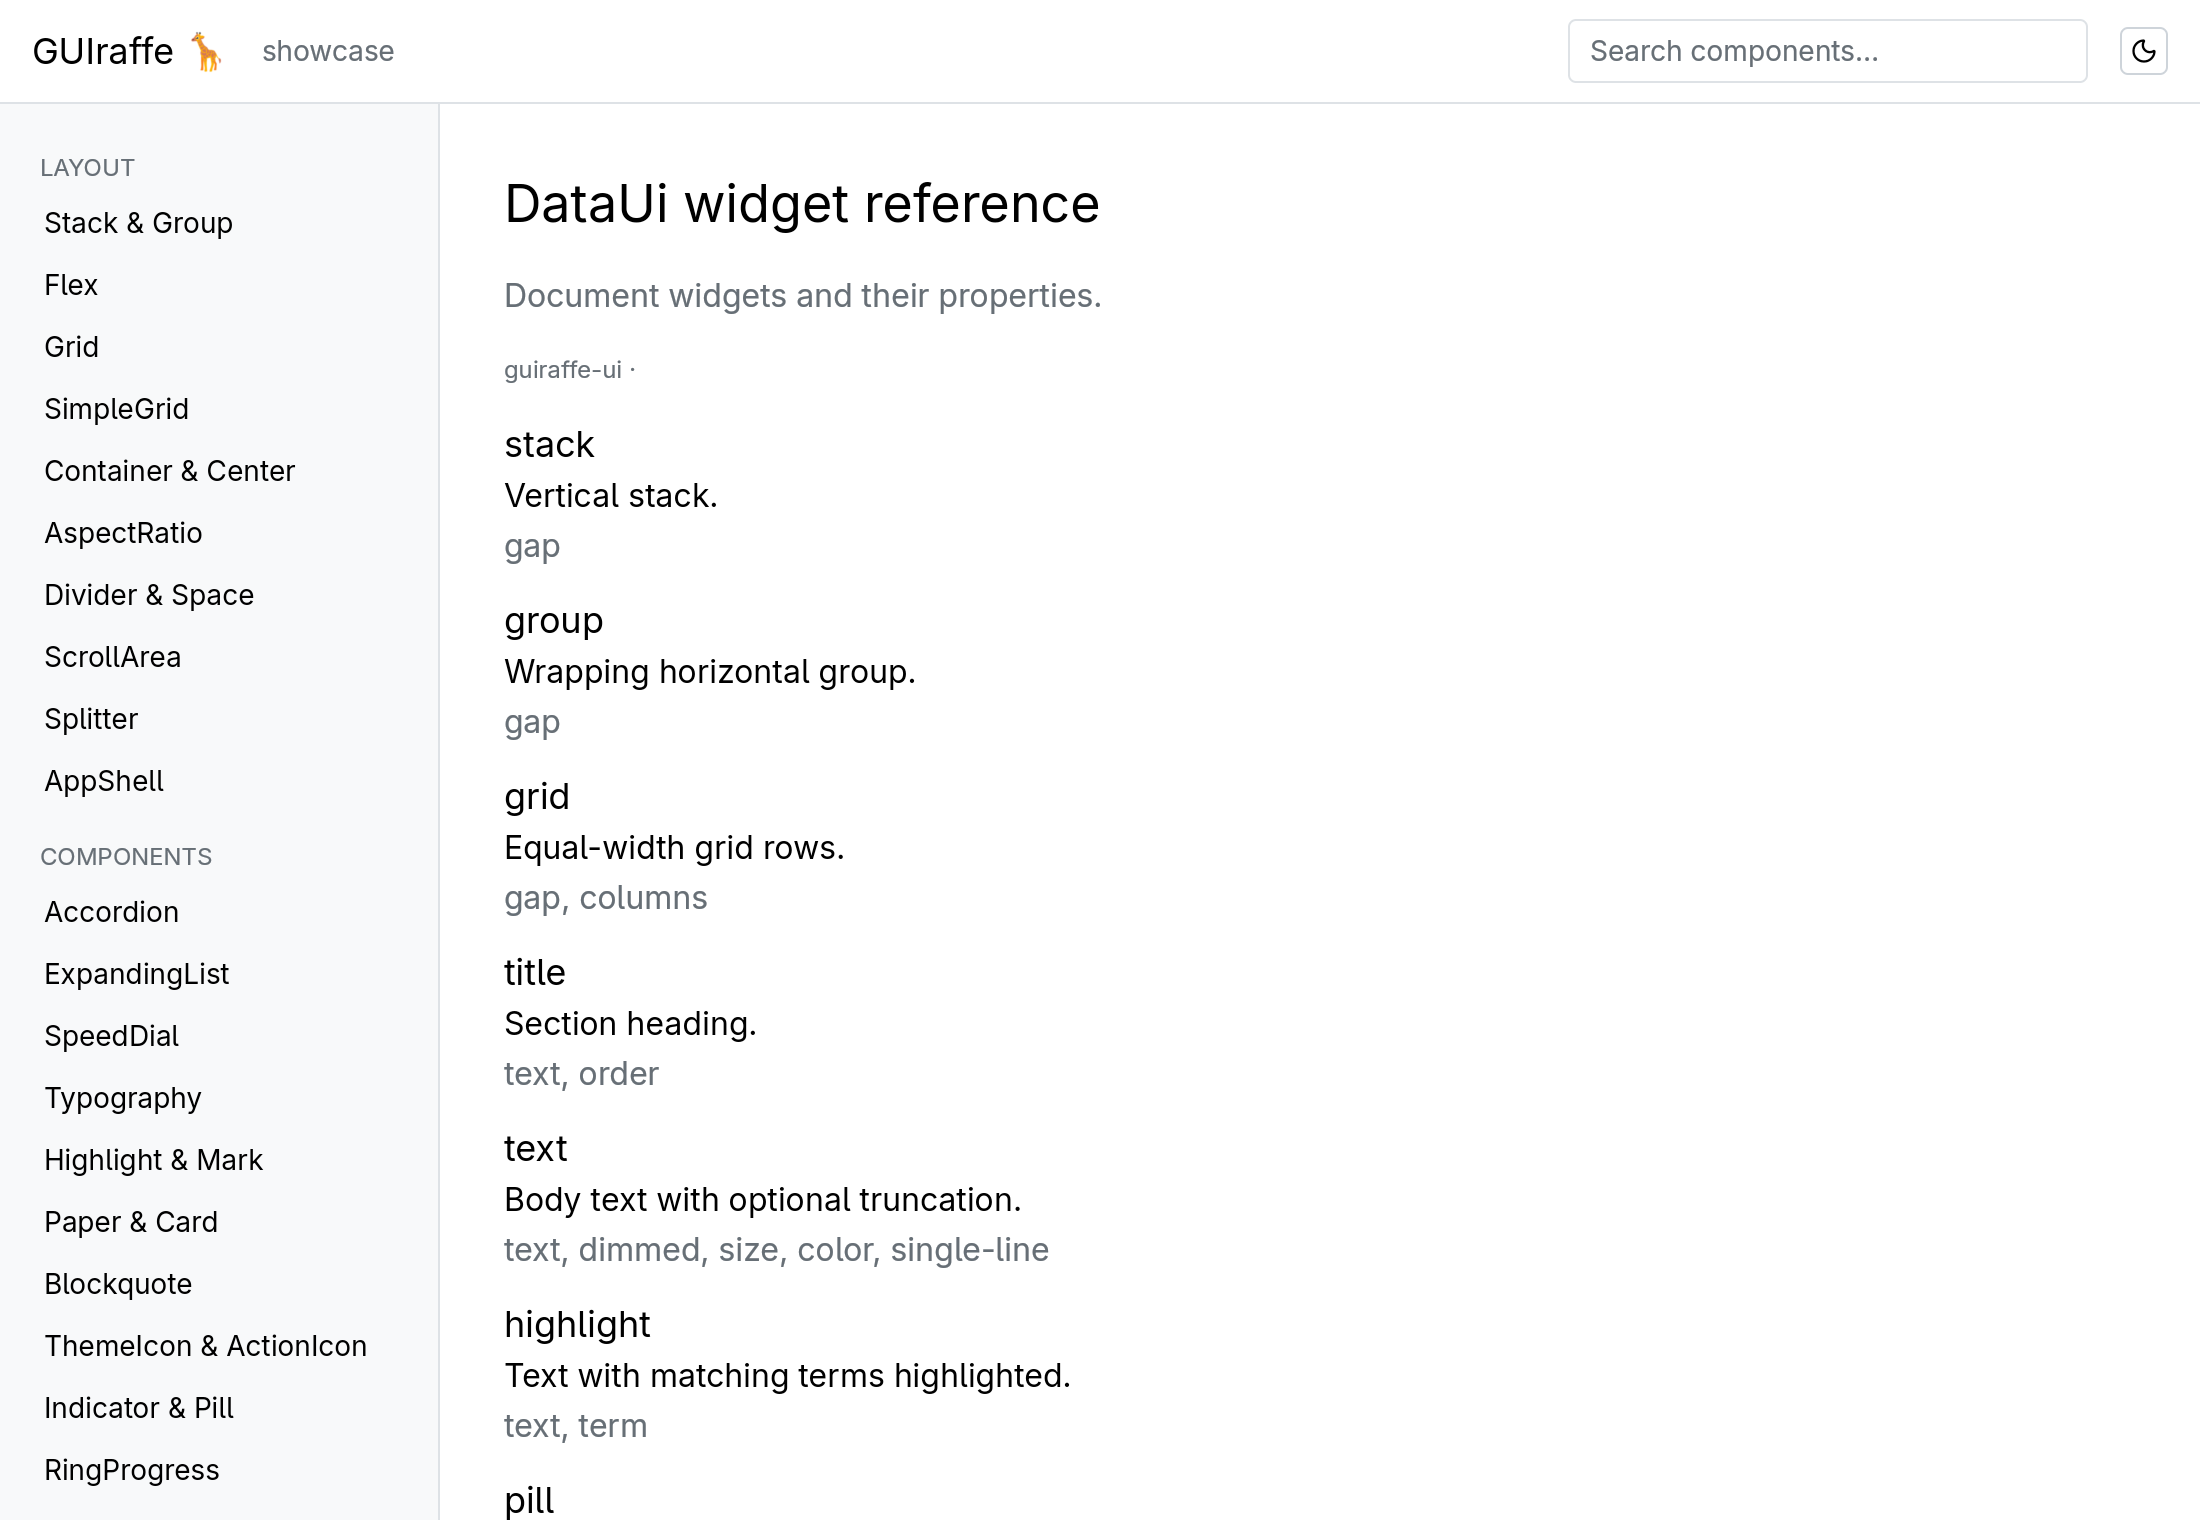 GUIraffe 🦒 showcase
Search components...
LAYOUT
Stack & Group
Flex
Grid
SimpleGrid
Container & Center
AspectRatio
Divider & Space
ScrollArea
Splitter
AppShell
COMPONENTS
Accordion
ExpandingList
SpeedDial
Typography
Highlight & Mark
Paper & Card
Blockquote
ThemeIcon & ActionIcon
Indicator & Pill
RingProgress
DataUi widget reference
Document widgets and their properties.
guiraffe-ui ·
stack
Vertical stack.
gap
group
Wrapping horizontal group.
gap
grid
Equal-width grid rows.
gap, columns
title
Section heading.
text, order
text
Body text with optional truncation.
text, dimmed, size, color, single-line
highlight
Text with matching terms highlighted.
text, term
pill